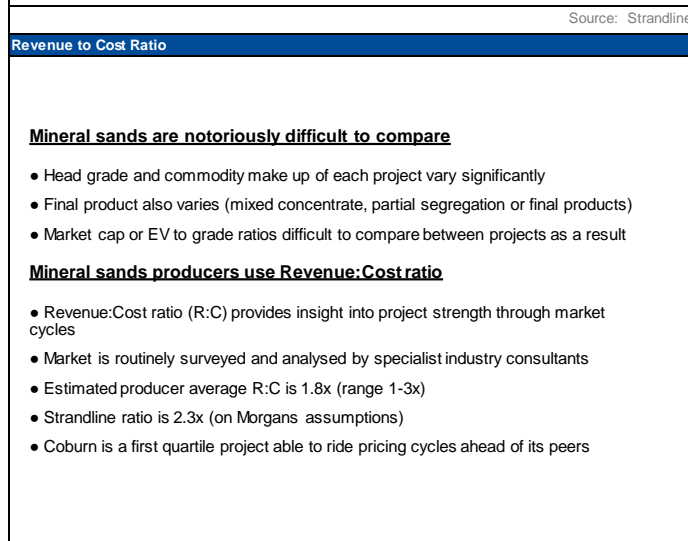 Source: Strandline
Revenue to Cost Ratio
Mineral sands are notoriously difficult to compare
● Head grade and commodity make up of each project vary significantly
● Final product also varies (mixed concentrate, partial segregation or final products)
● Market cap or EV to grade ratios difficult to compare between projects as a result
Mineral sands producers use Revenue:Cost ratio
● Revenue:Cost ratio (R:C) provides insight into project strength through market
cycles
● Market is routinely surveyed and analysed by specialist industry consultants
● Estimated producer average R:C is 1.8x (range 1-3x)
● Strandline ratio is 2.3x (on Morgans assumptions)
● Coburn is a first quartile project able to ride pricing cycles ahead of its peers